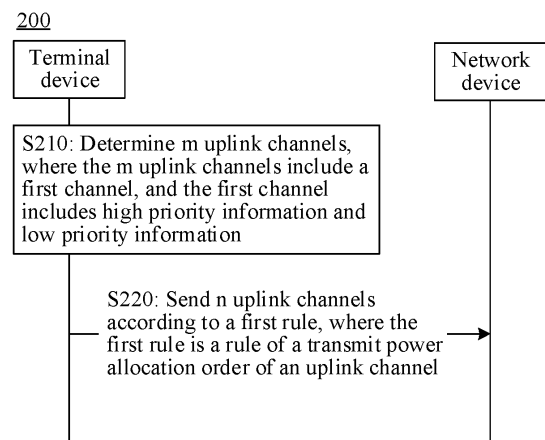 200
Terminal
device
Network
device
S210: Determine m uplink channels,
where the m uplink channels include a
first channel, and the first channel
includes high priority information and
low priority information
S220: Send n uplink channels
according to a first rule, where the
first rule is a rule of a transmit power
allocation order of an uplink channel